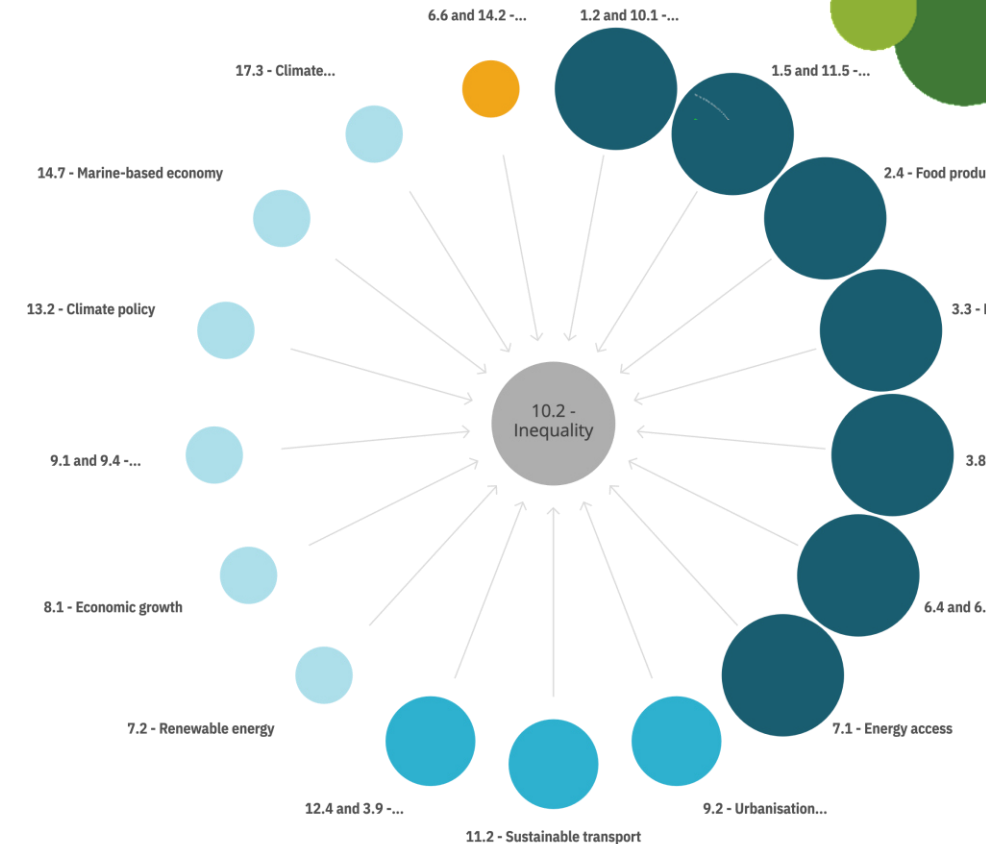 6.6 and 14.2 -...
1.2 and 10.1 -...
17.3 - Climate...
1.5 and 11.5 -...
14.7 - Marine-based economy
2.4 - Food produ
13.2 - Climate policy
3.3 -
10.2 -
Inequality
9.1 and 9.4 -...
3.8
8.1 - Economic growth
6.4 and 6.
7.2 - Renewable energy
7.1 - Energy access
12.4 and 3.9 -...
9.2 - Urbanisation...
11.2 - Sustainable transport